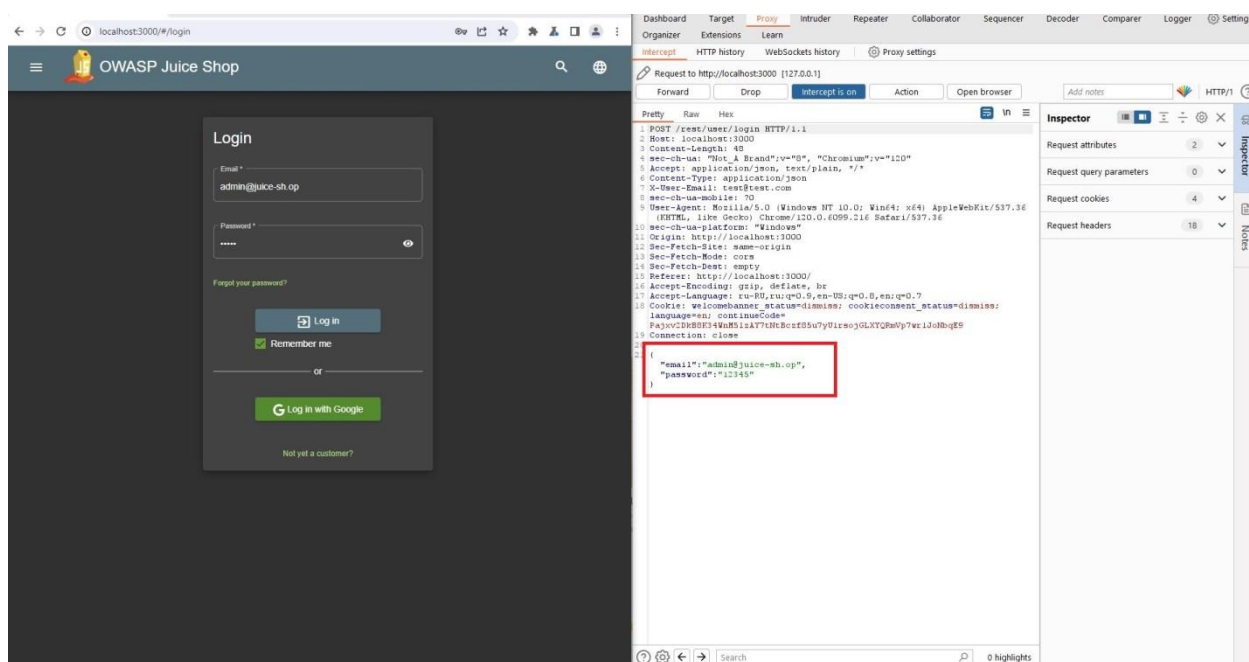 localhost:3000/#/login
OWASP Juice Shop
Login
Email *
admin@juice-sh.op
Password *
•••••
Forgot your password?
Log in
Remember me
or
G Log in with Google
Not yet a customer?
Dashboard Target Proxy Intruder Repeater Collaborator Sequencer Decoder Comparer Logger Setting
Organizer Extensions Learn
Intercept HTTP history WebSockets history Proxy settings
Request to http://localhost:3000 [127.0.0.1]
Forward Drop Intercept is on Action Open browser Add notes HTTP/1
Pretty Raw Hex \n
1 POST /rest/user/login HTTP/1.1
2 Host: localhost:3000
3 Content-Length: 48
4 sec-ch-ua: "Not_A Brand";v="8", "Chromium";v="120"
5 Accept: application/json, text/plain, */*
6 Content-Type: application/json
7 X-User-Email: test@test.com
8 sec-ch-ua-mobile: ?0
9 User-Agent: Mozilla/5.0 (Windows NT 10.0; Win64; x64) AppleWebKit/537.36
(KHTML, like Gecko) Chrome/120.0.6099.216 Safari/537.36
10 sec-ch-ua-platform: "Windows"
11 Origin: http://localhost:3000
12 Sec-Fetch-Site: same-origin
13 Sec-Fetch-Mode: cors
14 Sec-Fetch-Dest: empty
15 Referer: http://localhost:3000/
16 Accept-Encoding: gzip, deflate, br
17 Accept-Language: ru-RU,ru;q=0.9,en-US;q=0.8,en;q=0.7
18 Cookie: welcomebanner_status=dismiss; cookieconsent_status=dismiss;
language=en; continueCode=
19 Connection: close
20
21 {
"email":"admin@juice-sh.op",
"password":"12345"
}
Search 0 highlights
Inspector
Request attributes 2
Request query parameters 0
Request cookies 4
Request headers 18
Inspector
Notes